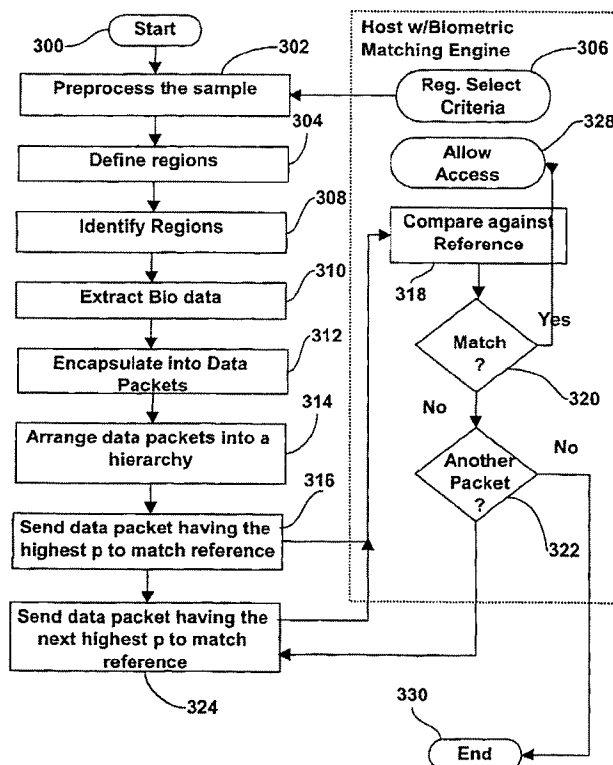 300
Start
302
Preprocess the sample
304
Define regions
Identify Regions
308
310
Extract Bio data
312
Encapsulate into Data
Packets
314
Arrange data packets into a
hierarchy
316
Send data packet having the
highest p to match reference
Send data packet having the
next highest p to match
reference
324
Host w/Biometric
Matching Engine
306
Reg. Select
Criteria
328
Allow
Access
Compare against
Reference
318
Yes
Match
?
320
No
No
Another
Packet
?
322
330
End